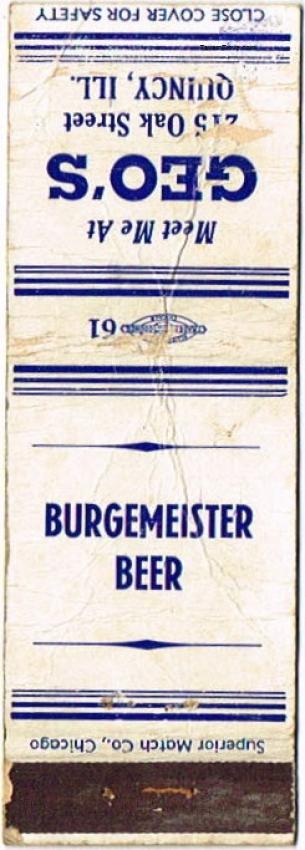 CLOSE COVER FOR SAFETY
Meet Me At
GEO'S
215 Oak Street
QUINCY, ILL.
61
BURGEMEISTER
BEER
Superior Match Co., Chicago